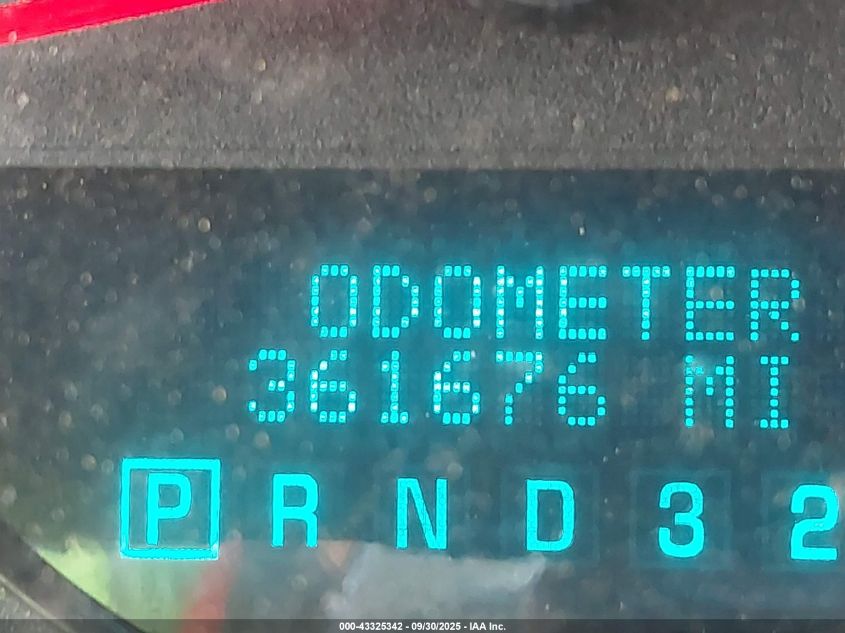 ODOMETER
361676 MI
P R N D 3 2
000-43325342 - 09/30/2025 - IAA Inc.